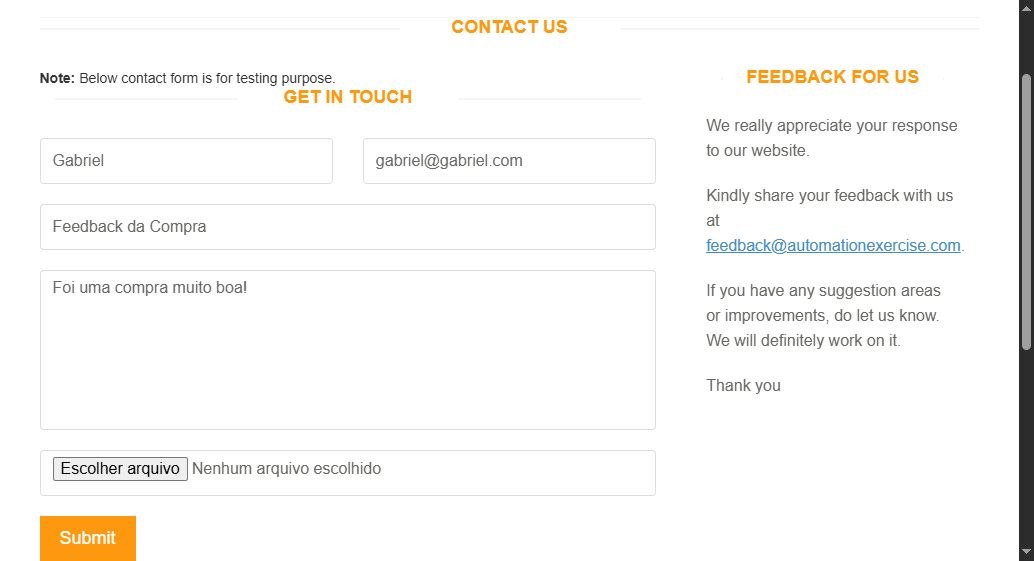 CONTACT US
Note: Below contact form is for testing purpose.
GET IN TOUCH
Gabriel
gabriel@gabriel.com
Feedback da Compra
Foi uma compra muito boa!
Escolher arquivo Nenhum arquivo escolhido
Submit
FEEDBACK FOR US
We really appreciate your response
to our website.
Kindly share your feedback with us
at
feedback@automationexercise.com.
If you have any suggestion areas
or improvements, do let us know.
We will definitely work on it.
Thank you